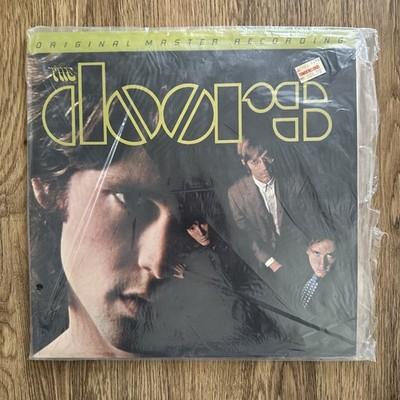 ORIGINAL MASTER RECORDING
THE
doors